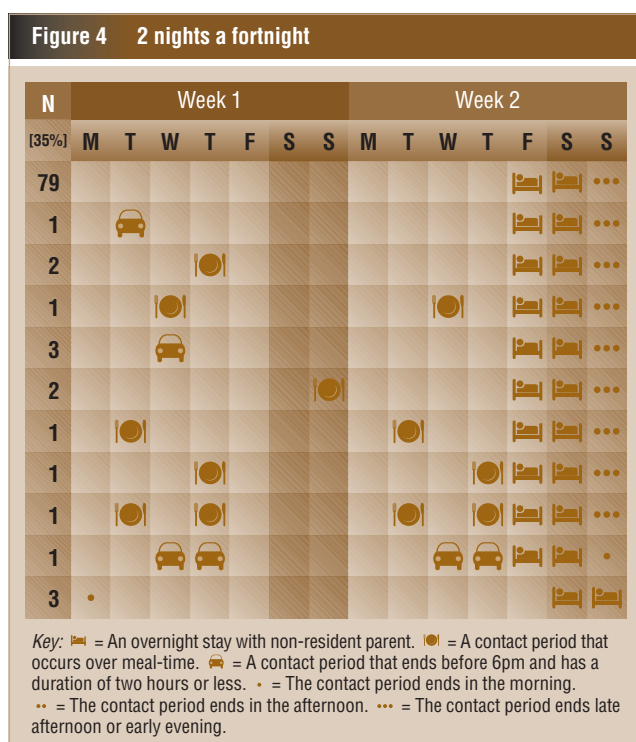 Figure 4 2 nights a fortnight
N Week 1 Week 2
[35%] M T W T F S S M T W T F S S
79
1
2
1
3
2
1
1
1
1
3
Key: = An overnight stay with non-resident parent. = A contact period that
occurs over meal-time. = A contact period that ends before 6pm and has a
duration of two hours or less. • = The contact period ends in the morning.
•• = The contact period ends in the afternoon. ••• = The contact period ends late
afternoon or early evening.